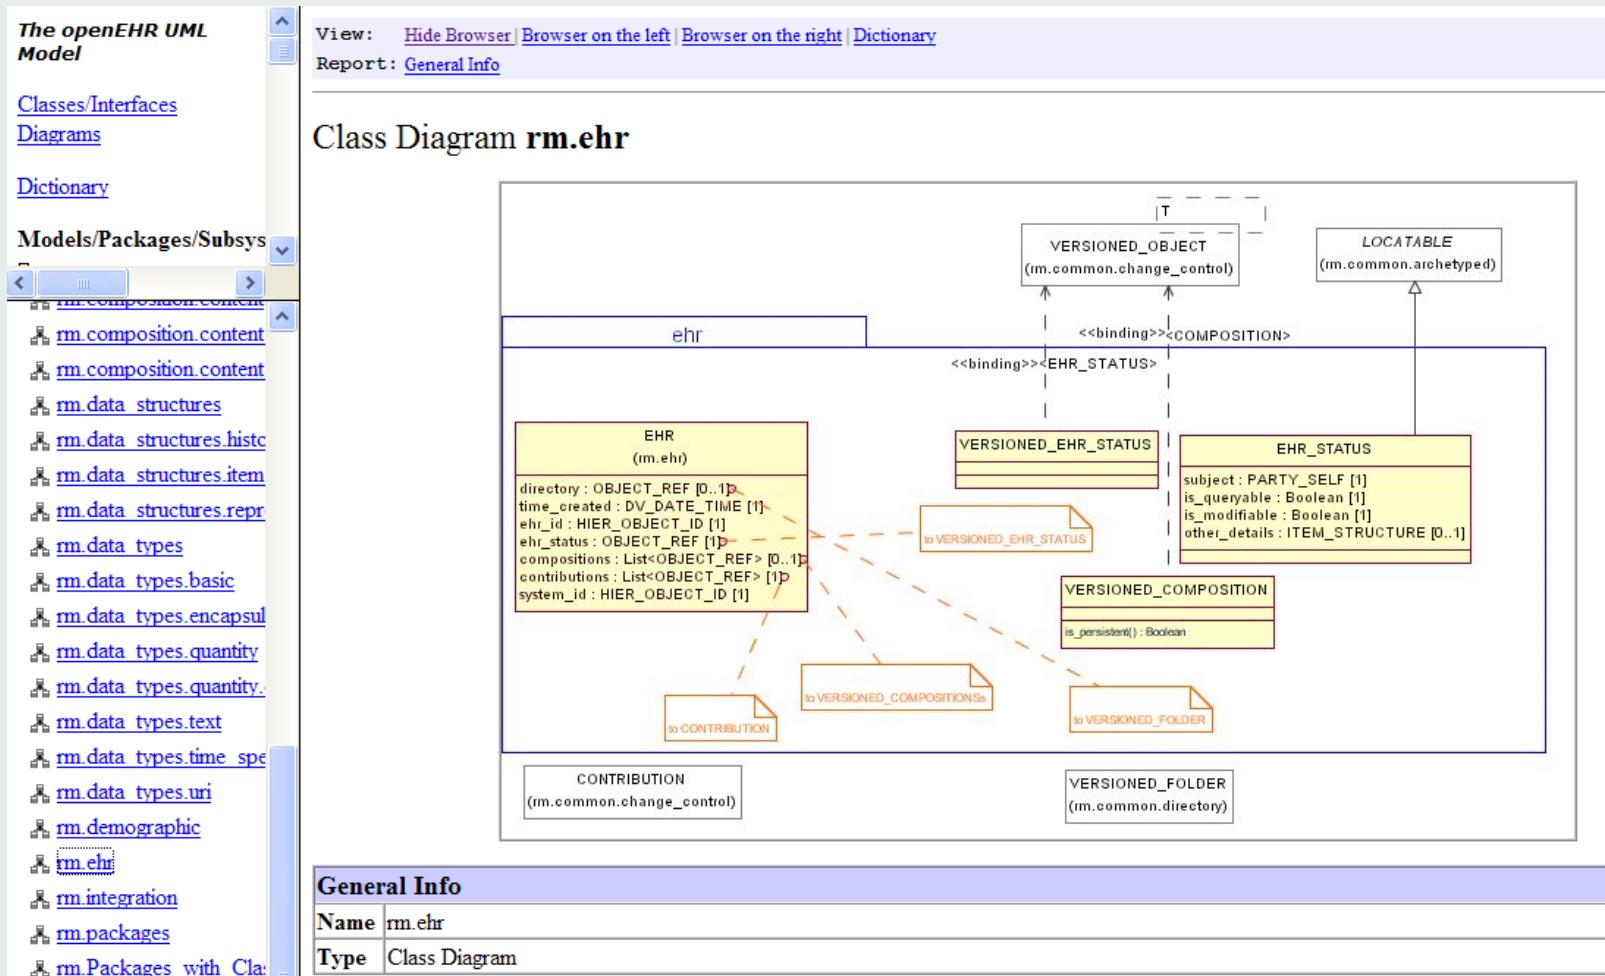 The openEHR UML
Model
Classes/Interfaces
Diagrams
Dictionary
Models/Packages/Subsys
rm.composition.content
rm.composition.content
rm.composition.content
rm.data_structures
rm.data_structures.histo
rm.data_structures.item
rm.data_structures.repr
rm.data_types
rm.data_types.basic
rm.data_types.encapsul
rm.data_types.quantity
rm.data_types.quantity.
rm.data_types.text
rm.data_types.time_spe
rm.data_types.uri
rm.demographic
rm.ehr
rm.integration
rm.packages
rm.Packages_with_Cla
View: Hide Browser | Browser on the left | Browser on the right | Dictionary
Report: General Info
Class Diagram rm.ehr
T
VERSIONED_OBJECT
(rm.common.change_control)
LOCATABLE
(rm.common.archetyped)
ehr
<<binding>><COMPOSITION>
<<binding>><EHR_STATUS>
EHR
(rm.ehr)
directory : OBJECT_REF [0..1]
time_created : DV_DATE_TIME [1]
ehr_id : HIER_OBJECT_ID [1]
ehr_status : OBJECT_REF [1]
compositions : List<OBJECT_REF> [0..1]
contributions : List<OBJECT_REF> [1]
system_id : HIER_OBJECT_ID [1]
VERSIONED_EHR_STATUS
EHR_STATUS
subject : PARTY_SELF [1]
is_queryable : Boolean [1]
is_modifiable : Boolean [1]
other_details : ITEM_STRUCTURE [0..1]
to VERSIONED_EHR_STATUS
VERSIONED_COMPOSITION
is_persistent() : Boolean
to VERSIONED_COMPOSITIONSs
to CONTRIBUTION
to VERSIONED_FOLDER
CONTRIBUTION
(rm.common.change_control)
VERSIONED_FOLDER
(rm.common.directory)
General Info
Name rm.ehr
Type Class Diagram